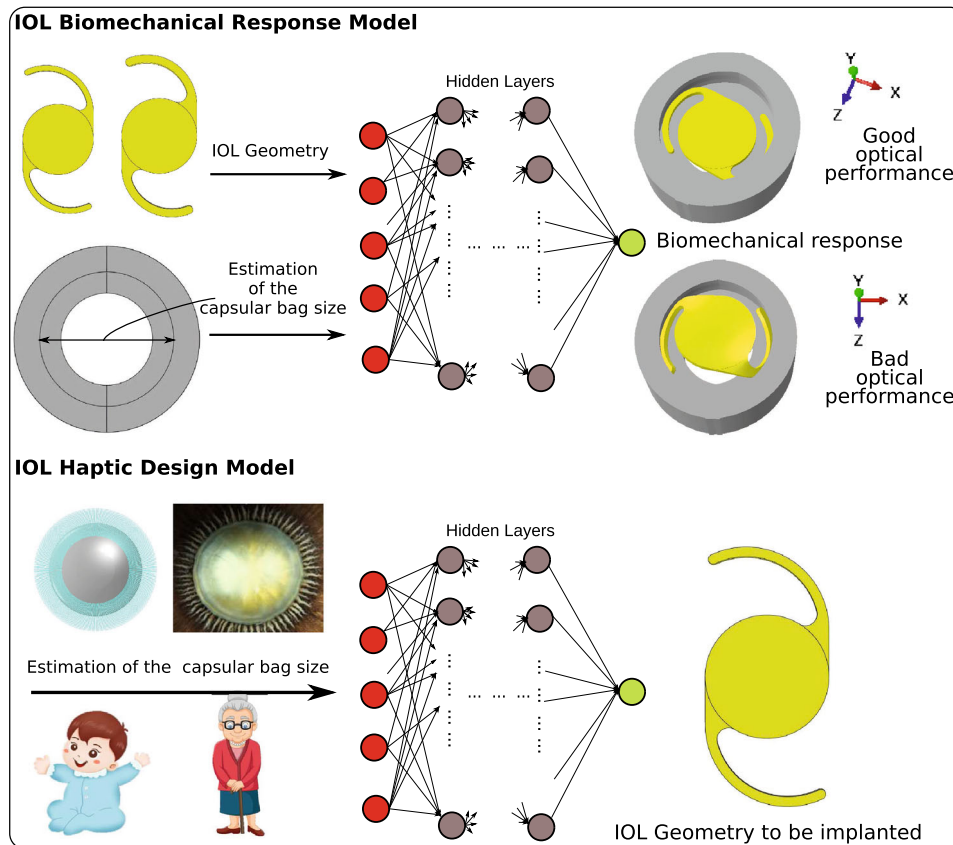 IOL Biomechanical Response Model
Hidden Layers
IOL Geometry
Y
X
Z
Good
optical
performance
Estimation
of the
capsular bag size
Biomechanical response
Y
X
Z
Bad
optical
performance
IOL Haptic Design Model
Hidden Layers
Estimation of the capsular bag size
IOL Geometry to be implanted